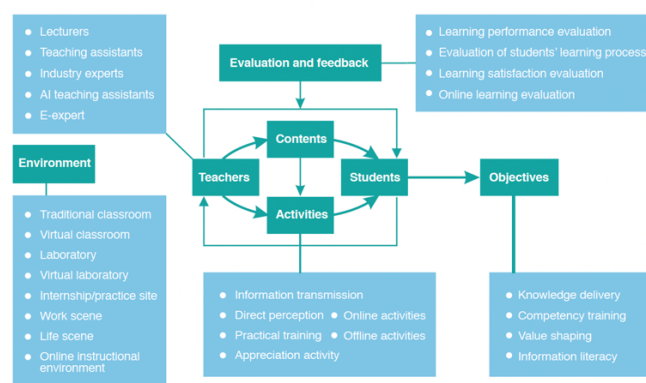 Lecturers
Teaching assistants
Industry experts
AI teaching assistants
E-expert
Evaluation and feedback
Learning performance evaluation
Evaluation of students' learning process
Learning satisfaction evaluation
Online learning evaluation
Environment
Traditional classroom
Virtual classroom
Laboratory
Virtual laboratory
Internship/practice site
Work scene
Life scene
Online instructional
environment
Teachers
Contents
Activities
Students
Objectives
Information transmission
Direct perception
Online activities
Practical training
Offline activities
Appreciation activity
Knowledge delivery
Competency training
Value shaping
Information literacy